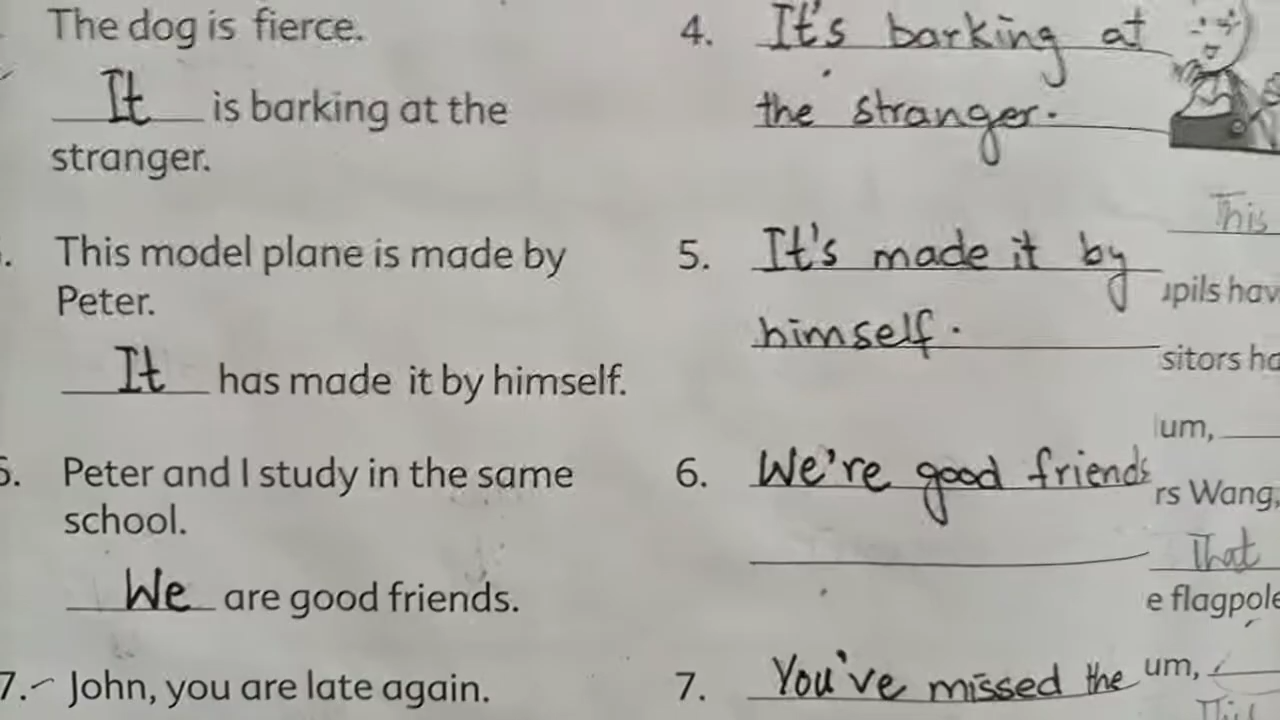 The dog is fierce.
It is barking at the
stranger.
4. It's barking at
the stranger.
This model plane is made by
Peter.
It has made it by himself.
5. It's made it by
himself.
Peter and I study in the same
school.
We are good friends.
6. We're good friends
7. John, you are late again.
7. You've missed the
This
upils hav
sitors ha
um,
rs Wang,
That
e flagpole
um,